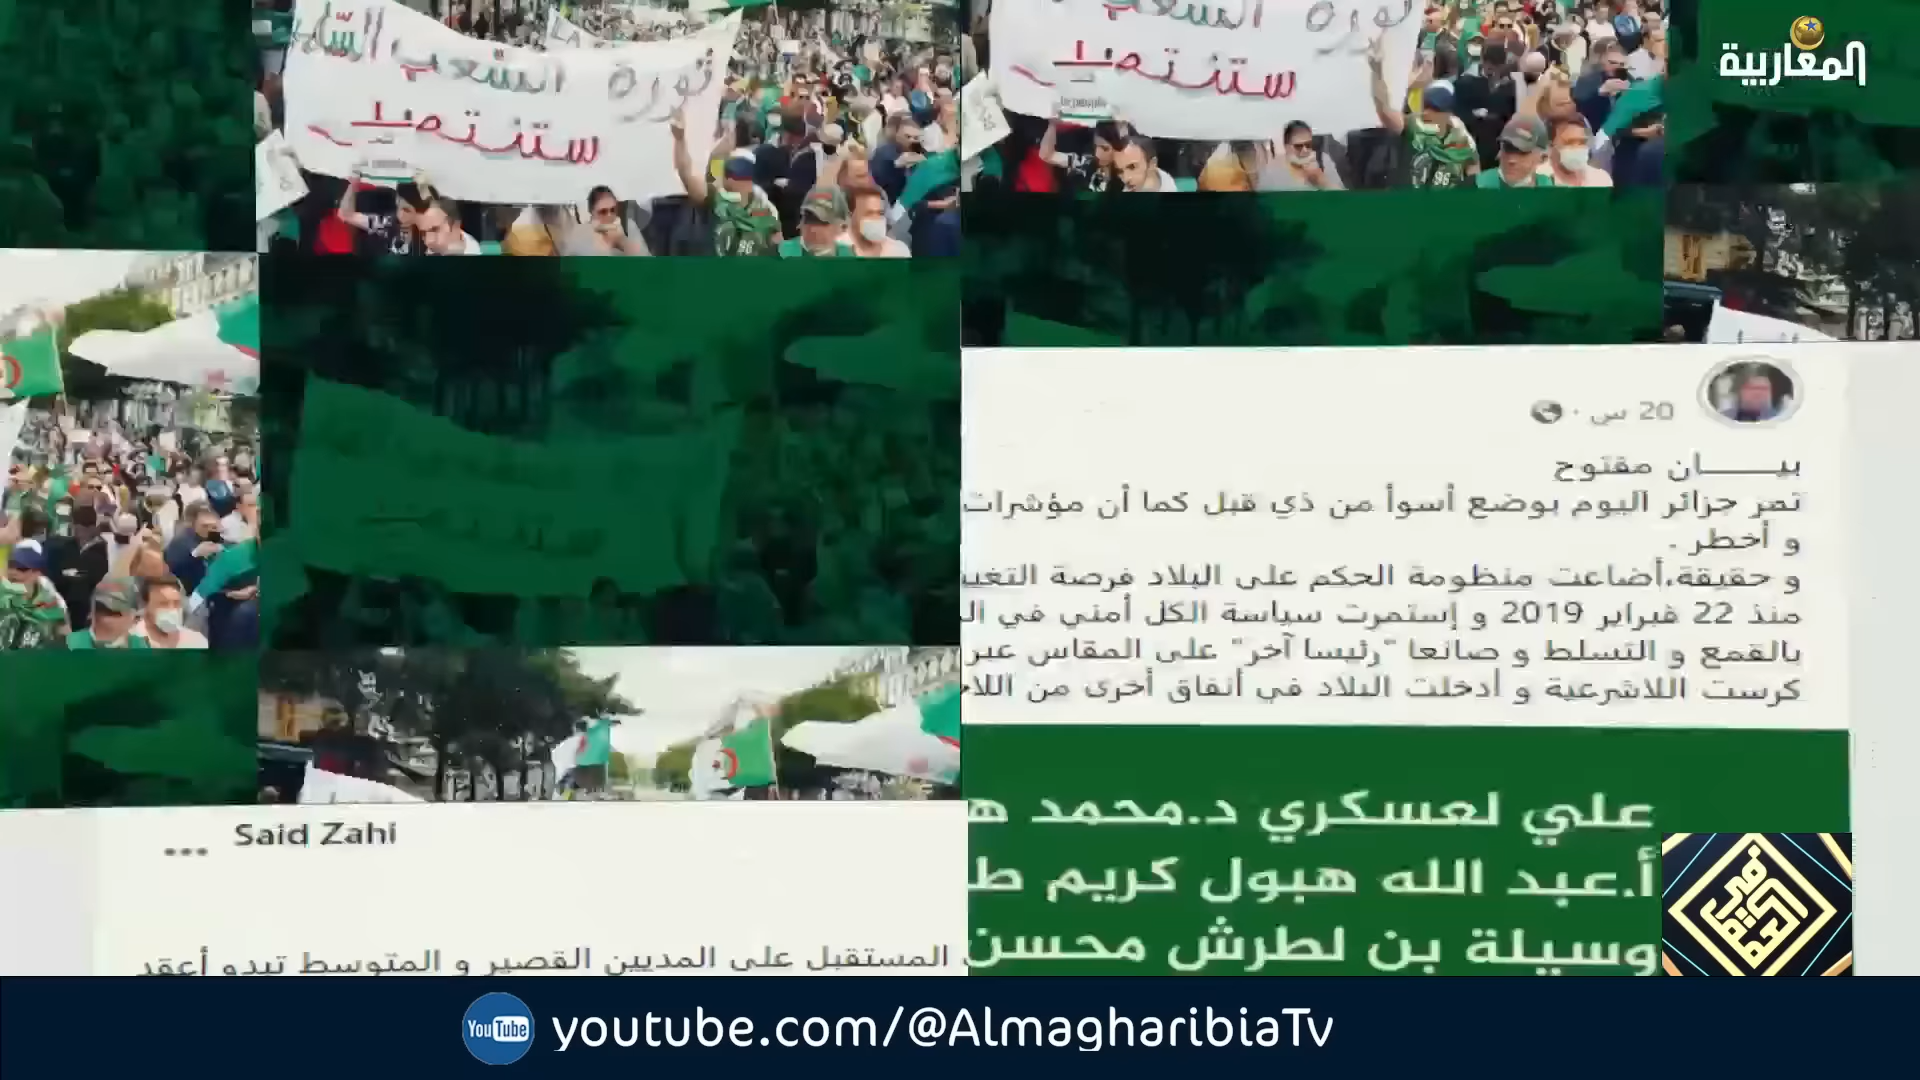 ثورة الشعب
ستنتصر
ثورة الشعب
ستنتصر
المغاربية
20 س
بيـــــان مفتوح
تمر جزائر اليوم بوضع أسوأ من ذي قبل كما أن مؤشرات
و أخطر .
و حقيقة،أضاعت منظومة الحكم على البلاد فرصة
منذ 22 فبراير 2019 و إستمرت سياسة الكل أمني في
بالقمع و التسلط و صانعا "رئيسا آخر" على المقاس عبر
كرست اللاشرعية و أدخلت البلاد في أنفاق أخرى من
Said Zahi
...
المستقبل على المديين القصير و المتوسط تبدو أعقد
علي لعسكري د.محمد
أ.عبد الله هبول كريم
وسيلة بن لطرش محسن
في العمق
YouTube
youtube.com/@AlmagharibiaTv